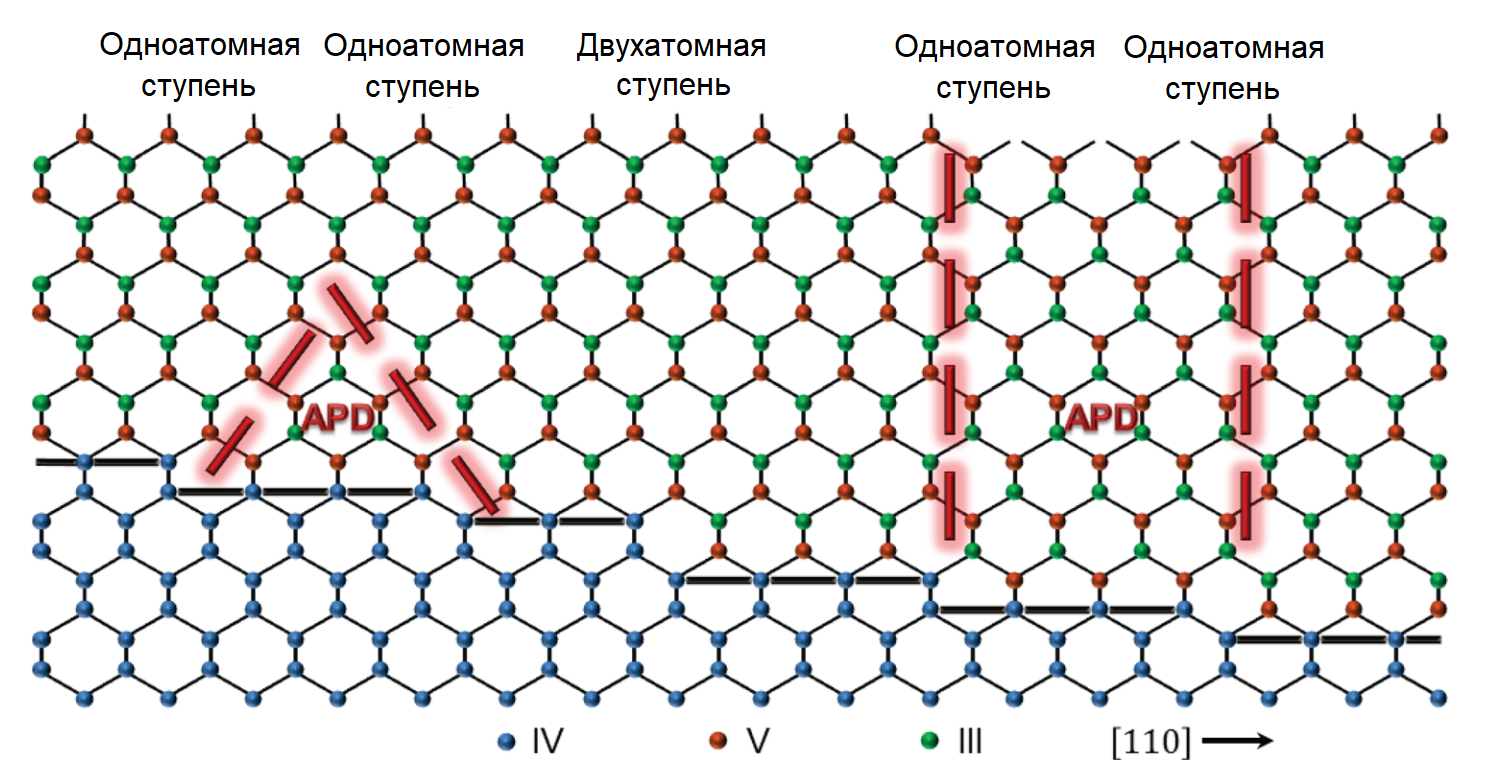 Одноатомная ступень
Одноатомная ступень
Двухатомная ступень
Одноатомная ступень
Одноатомная ступень
APD
APD
IV
V
III
[110]